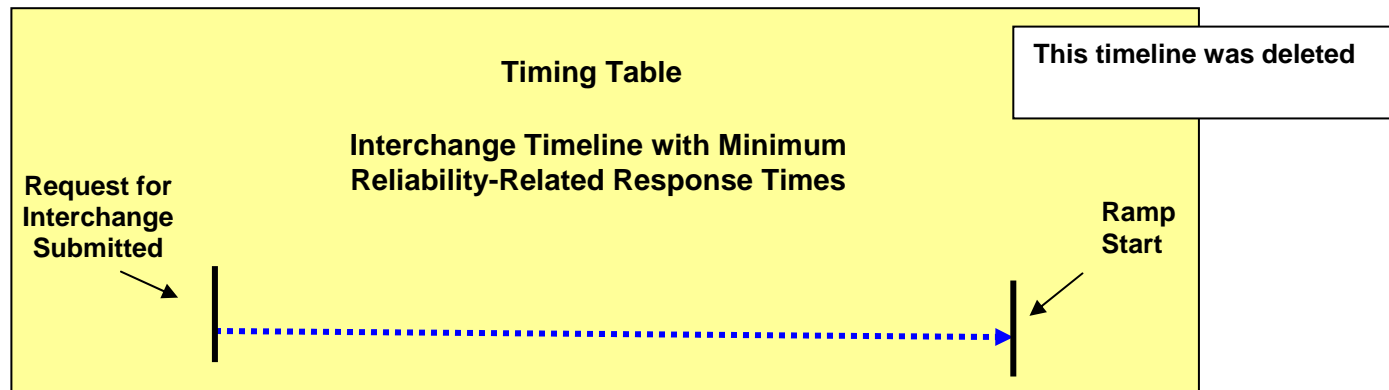 This timeline was deleted
Timing Table
Interchange Timeline with Minimum
Reliability-Related Response Times
Request for
Interchange
Submitted
Ramp
Start